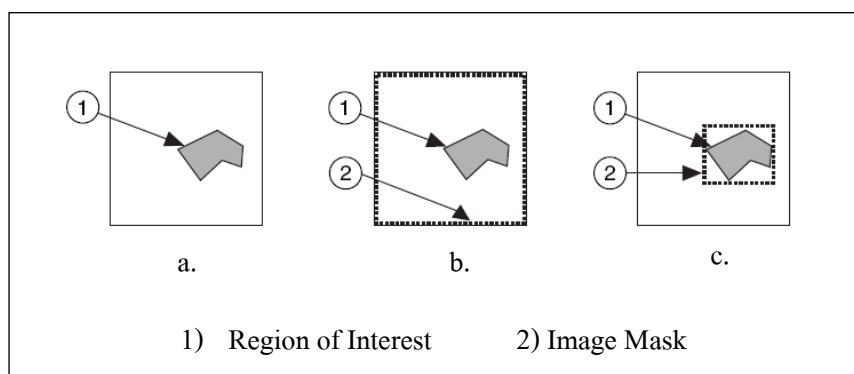 1 1 1
2 2
a. b. c.
1) Region of Interest 2) Image Mask